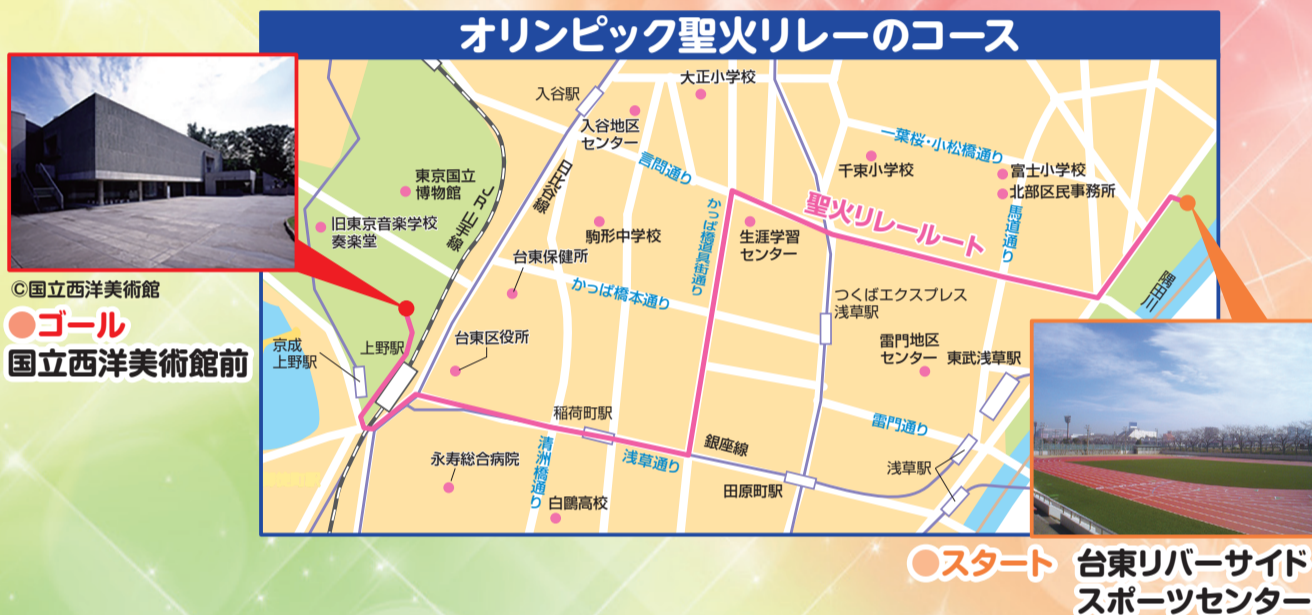 オリンピック聖火リレーのコース
大正小学校
入谷駅
入谷地区
センター
言問通り
一葉桜・小松橋通り
千束小学校
富士小学校
北部区民事務所
東京国立
博物館
JR山手線
日比谷線
旧東京音楽学校
奏楽堂
駒形中学校
かっぱ橋道具街通り
生涯学習
センター
聖火リレールート
馬道通り
台東保健所
かっぱ橋本通り
つくばエクスプレス
浅草駅
隅田川
©国立西洋美術館
●ゴール
国立西洋美術館前
京成
上野駅
上野駅
台東区役所
雷門地区
センター
東武浅草駅
稲荷町駅
雷門通り
清洲橋通り
浅草通り
銀座線
永寿総合病院
田原町駅
浅草駅
白鷗高校
●スタート 台東リバーサイド
スポーツセンター